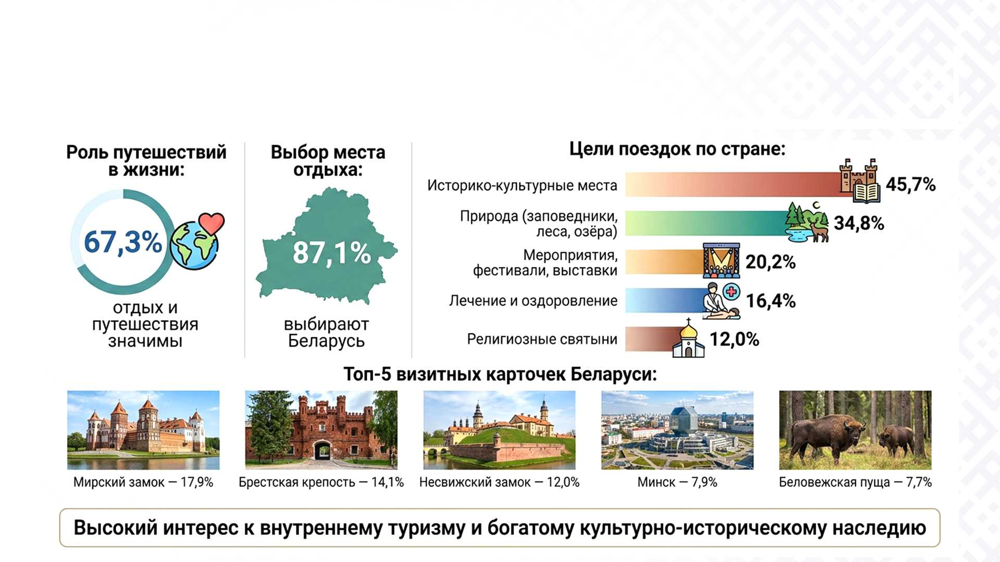 Роль путешествий
в жизни:
67,3%
отдых и
путешествия
значимы
Выбор места
отдыха:
87,1%
выбирают
Беларусь
Цели поездок по стране:
Историко-культурные места
45,7%
Природа (заповедники,
леса, озёра)
34,8%
Мероприятия,
фестивали, выставки
20,2%
Лечение и оздоровление
16,4%
Религиозные святыни
12,0%
Топ-5 визитных карточек Беларуси:
Мирский замок — 17,9%
Брестская крепость — 14,1%
Несвижский замок — 12,0%
Минск — 7,9%
Беловежская пуща — 7,7%
Высокий интерес к внутреннему туризму и богатому культурно-историческому наследию